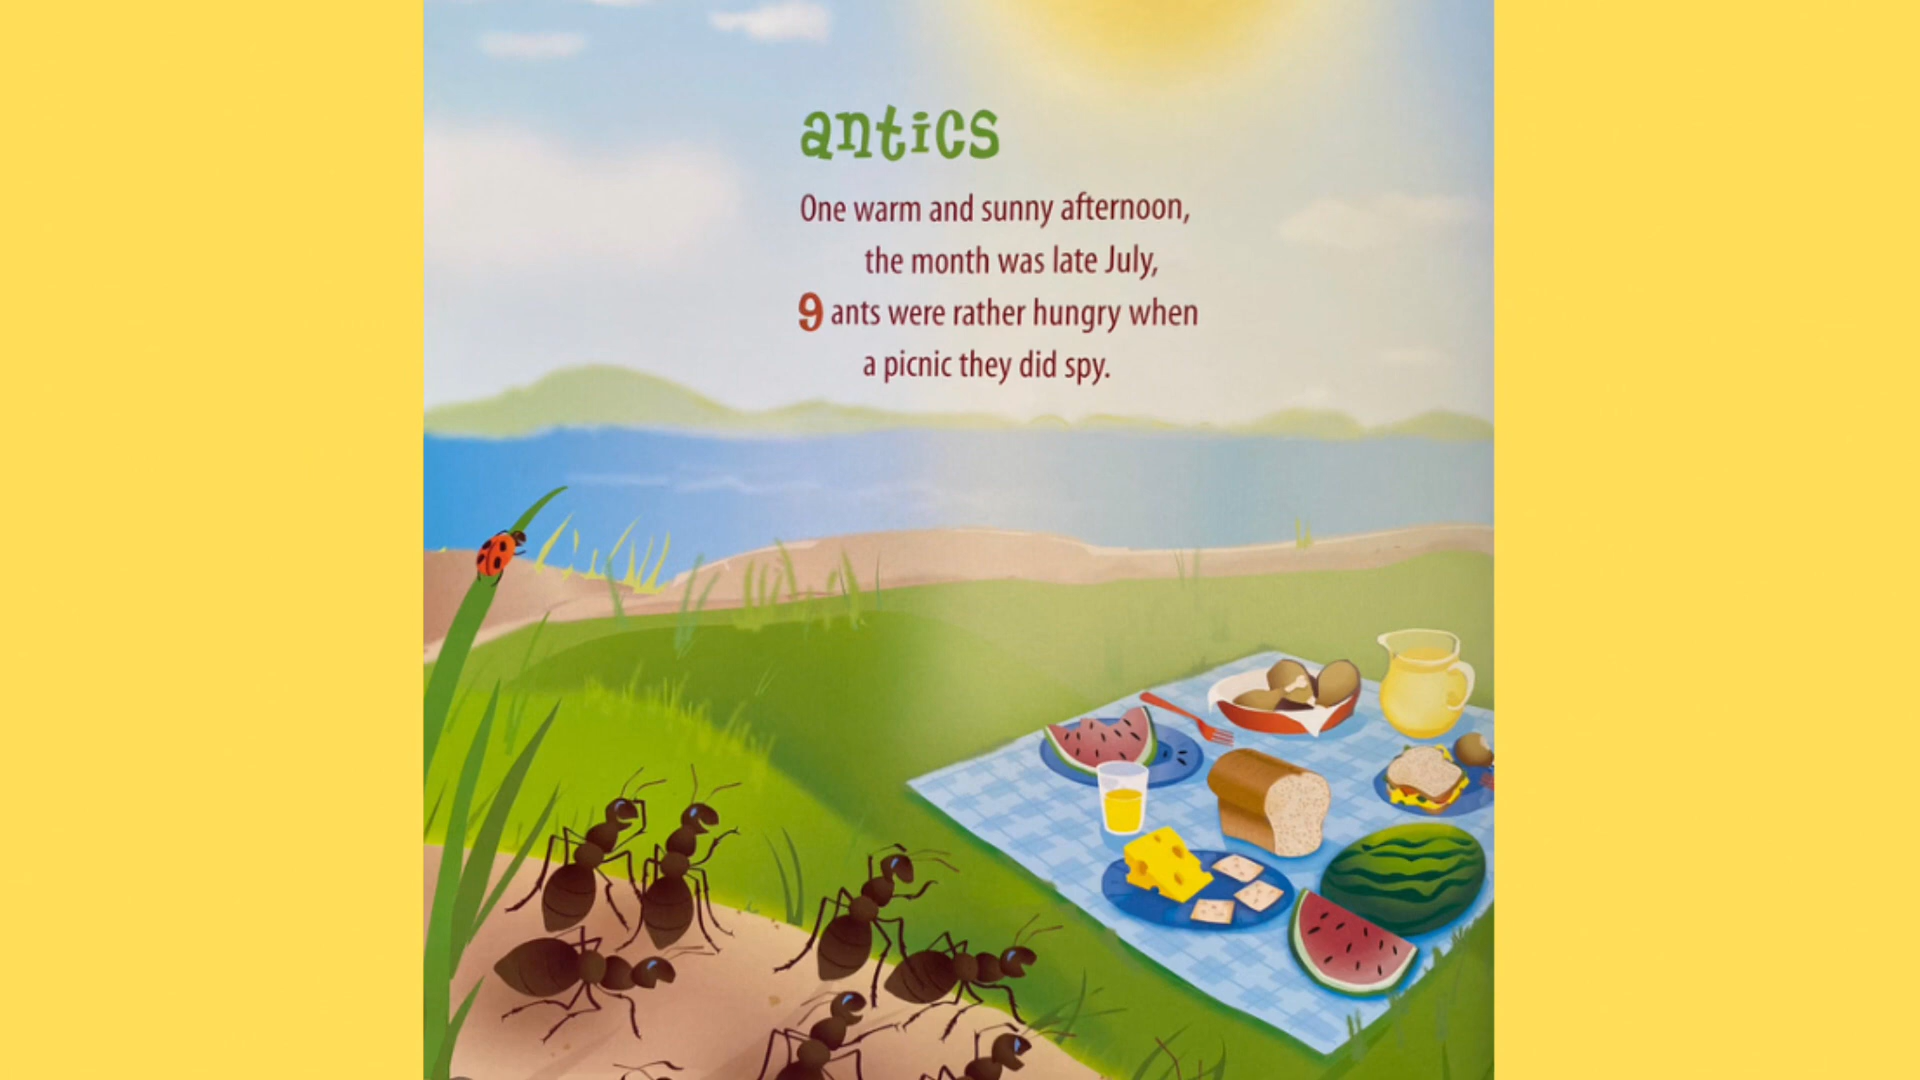 antics
One warm and sunny afternoon,
the month was late July,
9 ants were rather hungry when
a picnic they did spy.